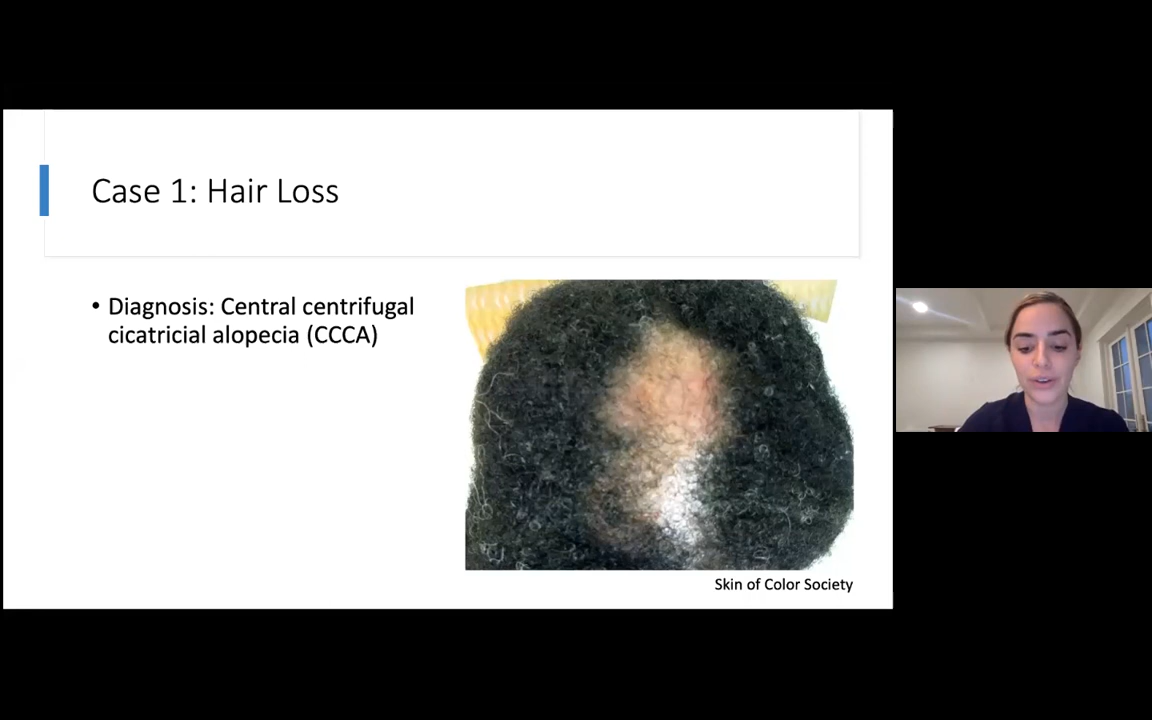 Case 1: Hair Loss
• Diagnosis: Central centrifugal
cicatricial alopecia (CCCA)
Skin of Color Society